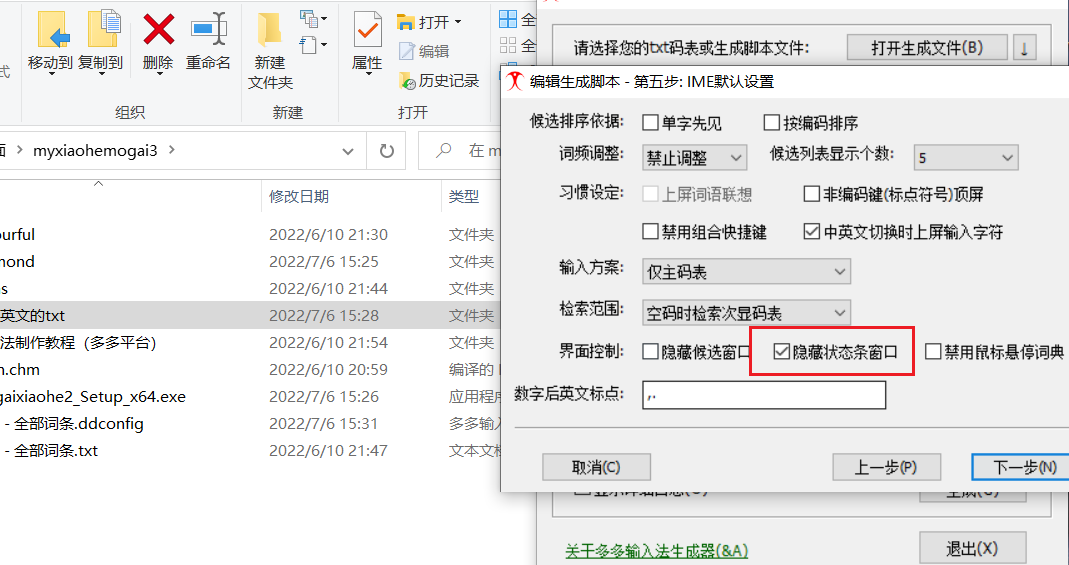 移动到 复制到 删除 重命名 新建 文件夹 属性 打开 编辑 历史记录 全 全
式
组织 新建 打开
面 > myxiaohemogai3 > 在 m
修改日期 类型
ourful 2022/6/10 21:30 文件夹
mond 2022/7/6 15:25 文件夹
s 2022/6/10 21:44 文件夹
英文的txt 2022/7/6 15:28 文件夹
法制作教程（多多平台） 2022/6/10 21:54 文件夹
n.chm 2022/6/10 20:59 编译的
gaixiaohe2_Setup_x64.exe 2022/7/6 15:26 应用程序
- 全部词条.ddconfig 2022/7/6 15:31 多多输入
- 全部词条.txt 2022/6/10 21:47 文本文档
请选择您的txt码表或生成脚本文件: 打开生成文件(B) ↓
编辑生成脚本 - 第五步: IME默认设置
候选排序依据: 单字先见 按编码排序
词频调整: 禁止调整 候选列表显示个数: 5
习惯设定: 上屏词语联想 非编码键(标点符号)顶屏
禁用组合快捷键 中英文切换时上屏输入字符
输入方案: 仅主码表
检索范围: 空码时检索次显码表
界面控制: 隐藏候选窗口 隐藏状态条窗口 禁用鼠标悬停词典
数字后英文标点: ,.
取消(C) 上一步(P) 下一步(N)
关于多多输入法生成器(&A) 退出(X)